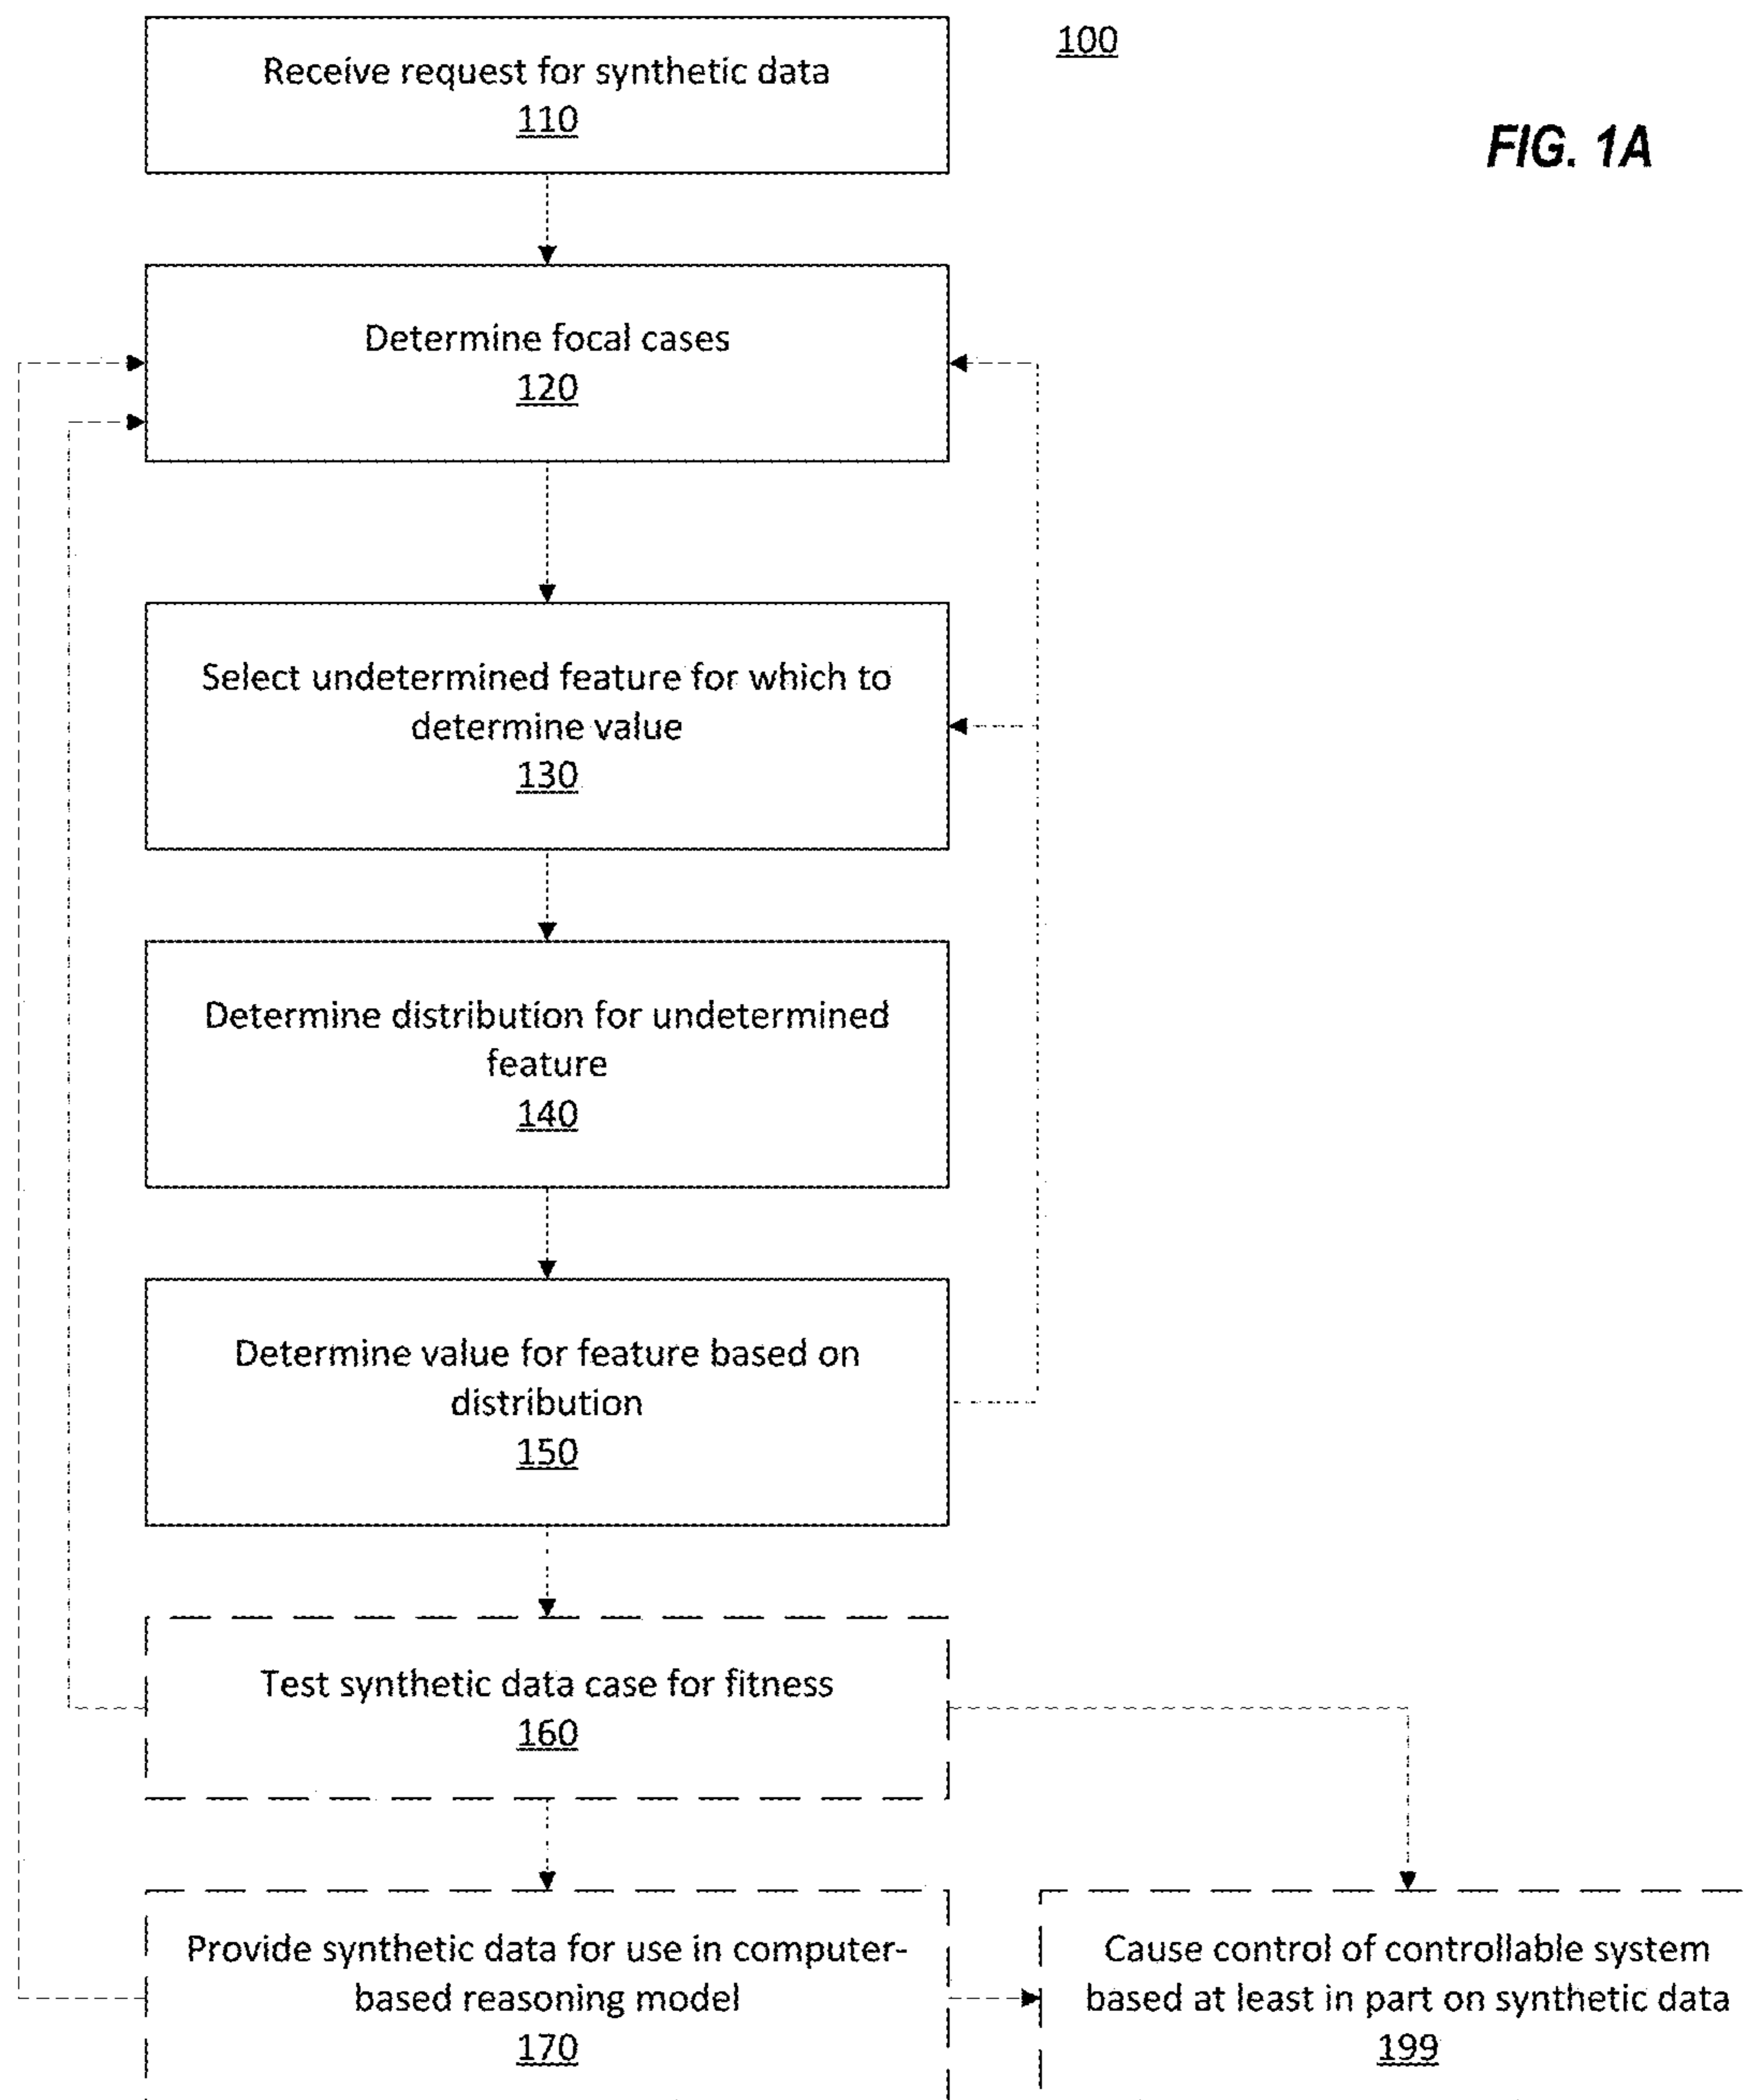 100
FIG. 1A
Receive request for synthetic data
110
Determine focal cases
120
Select undetermined feature for which to
determine value
130
Determine distribution for undetermined
feature
140
Determine value for feature based on
distribution
150
Test synthetic data case for fitness
160
Provide synthetic data for use in computer-
based reasoning model
170
Cause control of controllable system
based at least in part on synthetic data
199